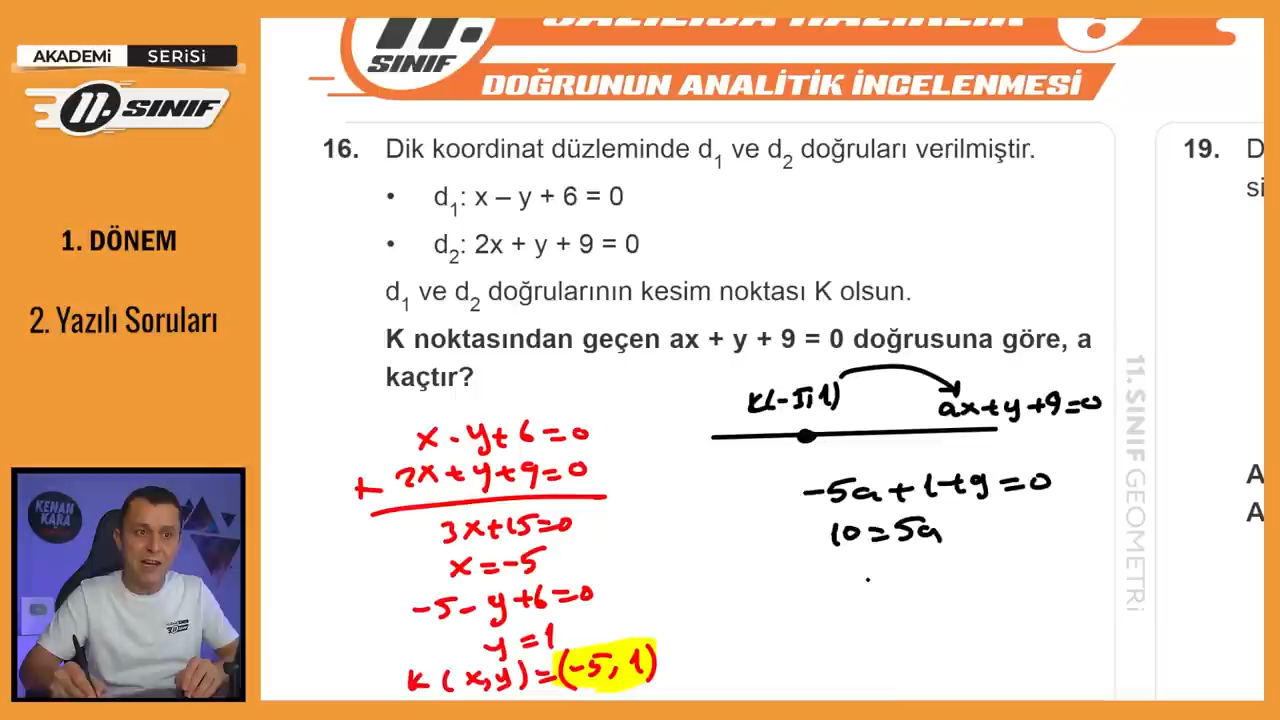 AKADEMİ SERİSİ
11. SINIF
1. DÖNEM
2. Yazılı Soruları
KENAN
KARA
11.
SINIF
DOĞRUNUN ANALİTİK İNCELENMESİ
16. Dik koordinat düzleminde d1 ve d2 doğruları verilmiştir.
• d1: x – y + 6 = 0
• d2: 2x + y + 9 = 0
d1 ve d2 doğrularının kesim noktası K olsun.
K noktasından geçen ax + y + 9 = 0 doğrusuna göre, a
kaçtır?
x - y + 6 = 0
+ 2x + y + 9 = 0
3x + 15 = 0
x = -5
-5 - y + 6 = 0
y = 1
K(x,y) = (-5, 1)
K(-5,1)
ax + y + 9 = 0
-5a + 1 + 9 = 0
10 = 5a
11.SINIF GEOMETRİ
19. D
si
A
A